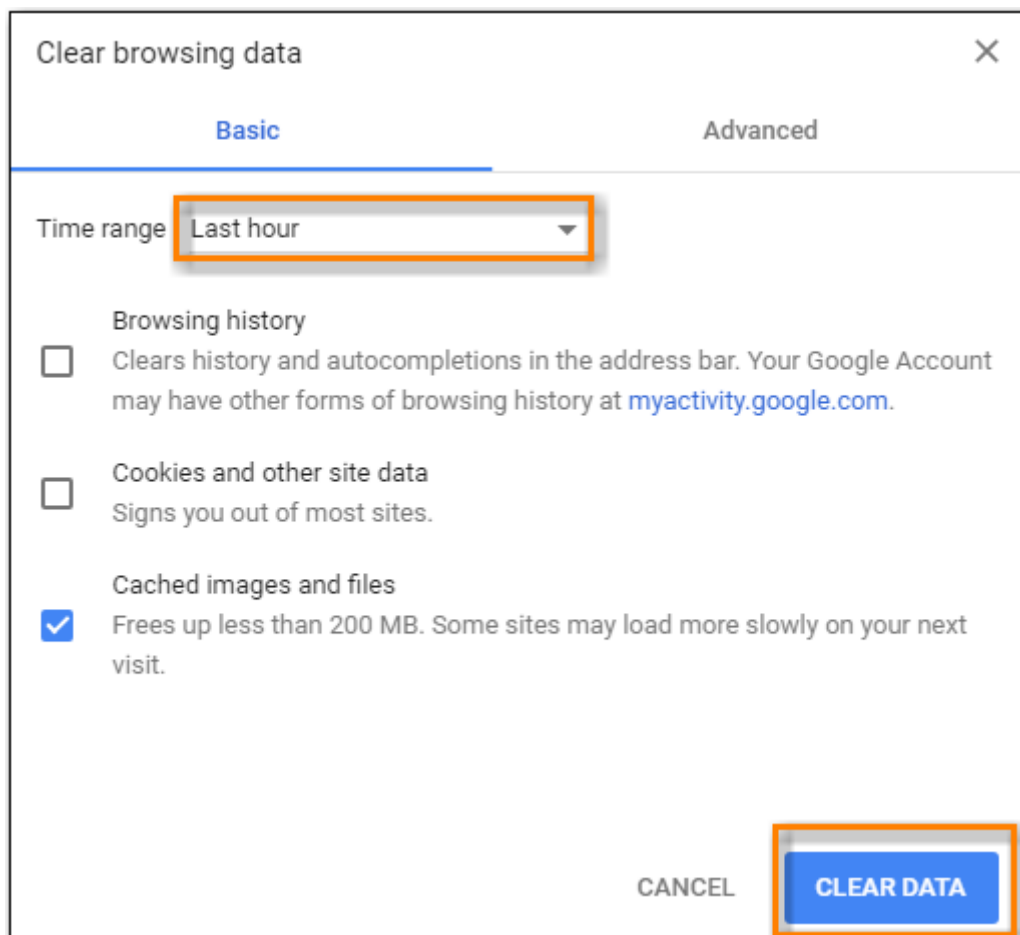 Clear browsing data
Basic
Advanced
Time range
Last hour
Browsing history
Clears history and autocompletions in the address bar. Your Google Account
may have other forms of browsing history at myactivity.google.com.
Cookies and other site data
Signs you out of most sites.
Cached images and files
Frees up less than 200 MB. Some sites may load more slowly on your next
visit.
CANCEL
CLEAR DATA